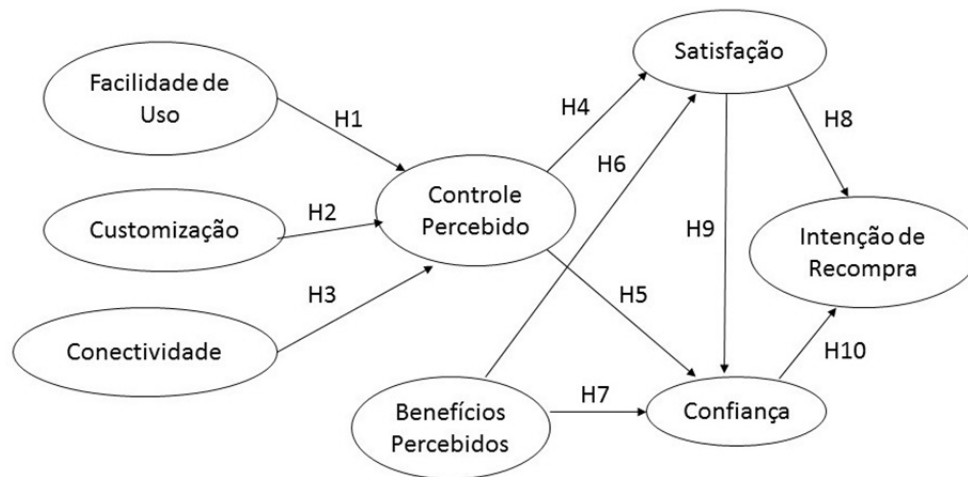 Facilidade de
Uso
Customização
Conectividade
H1
H2
H3
Controle
Percebido
H4
H5
H6
H7
Benefícios
Percebidos
Satisfação
H9
Confiança
H8
H10
Intenção de
Recompra